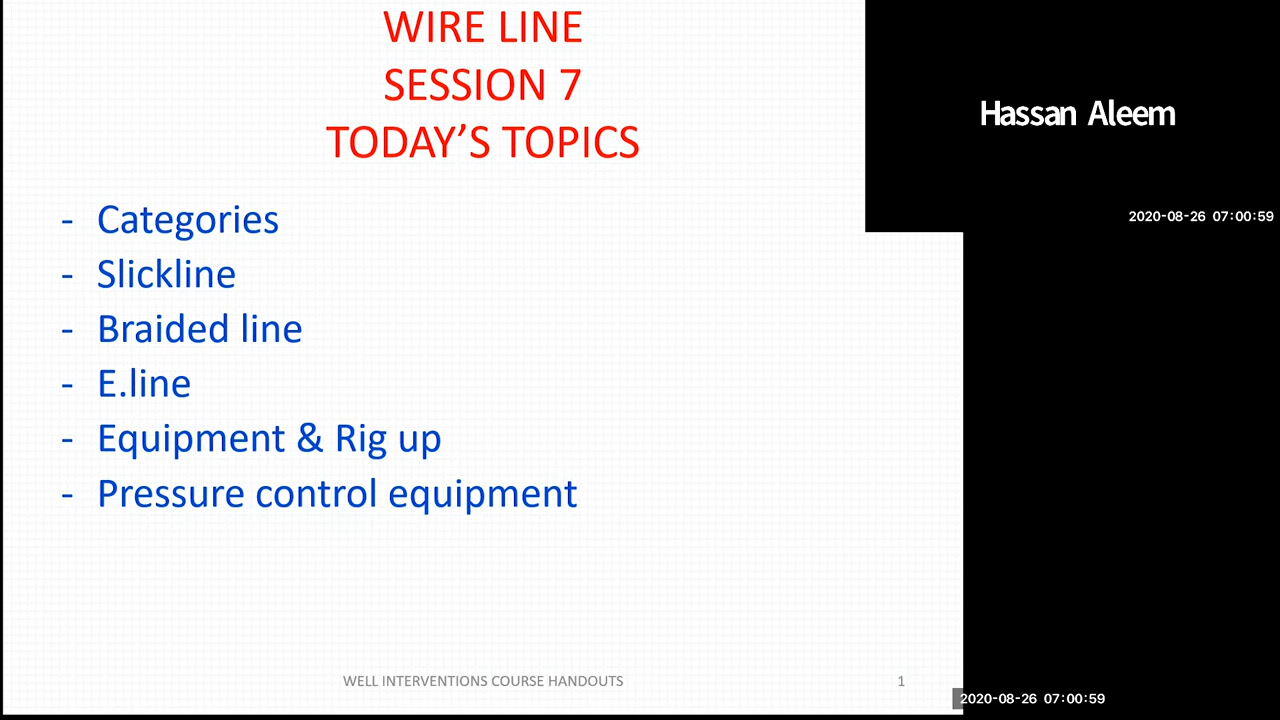 WIRE LINE
SESSION 7
TODAY’S TOPICS
- Categories
- Slickline
- Braided line
- E.line
- Equipment & Rig up
- Pressure control equipment
WELL INTERVENTIONS COURSE HANDOUTS
1
Hassan Aleem
2020-08-26 07:00:59
2020-08-26 07:00:59